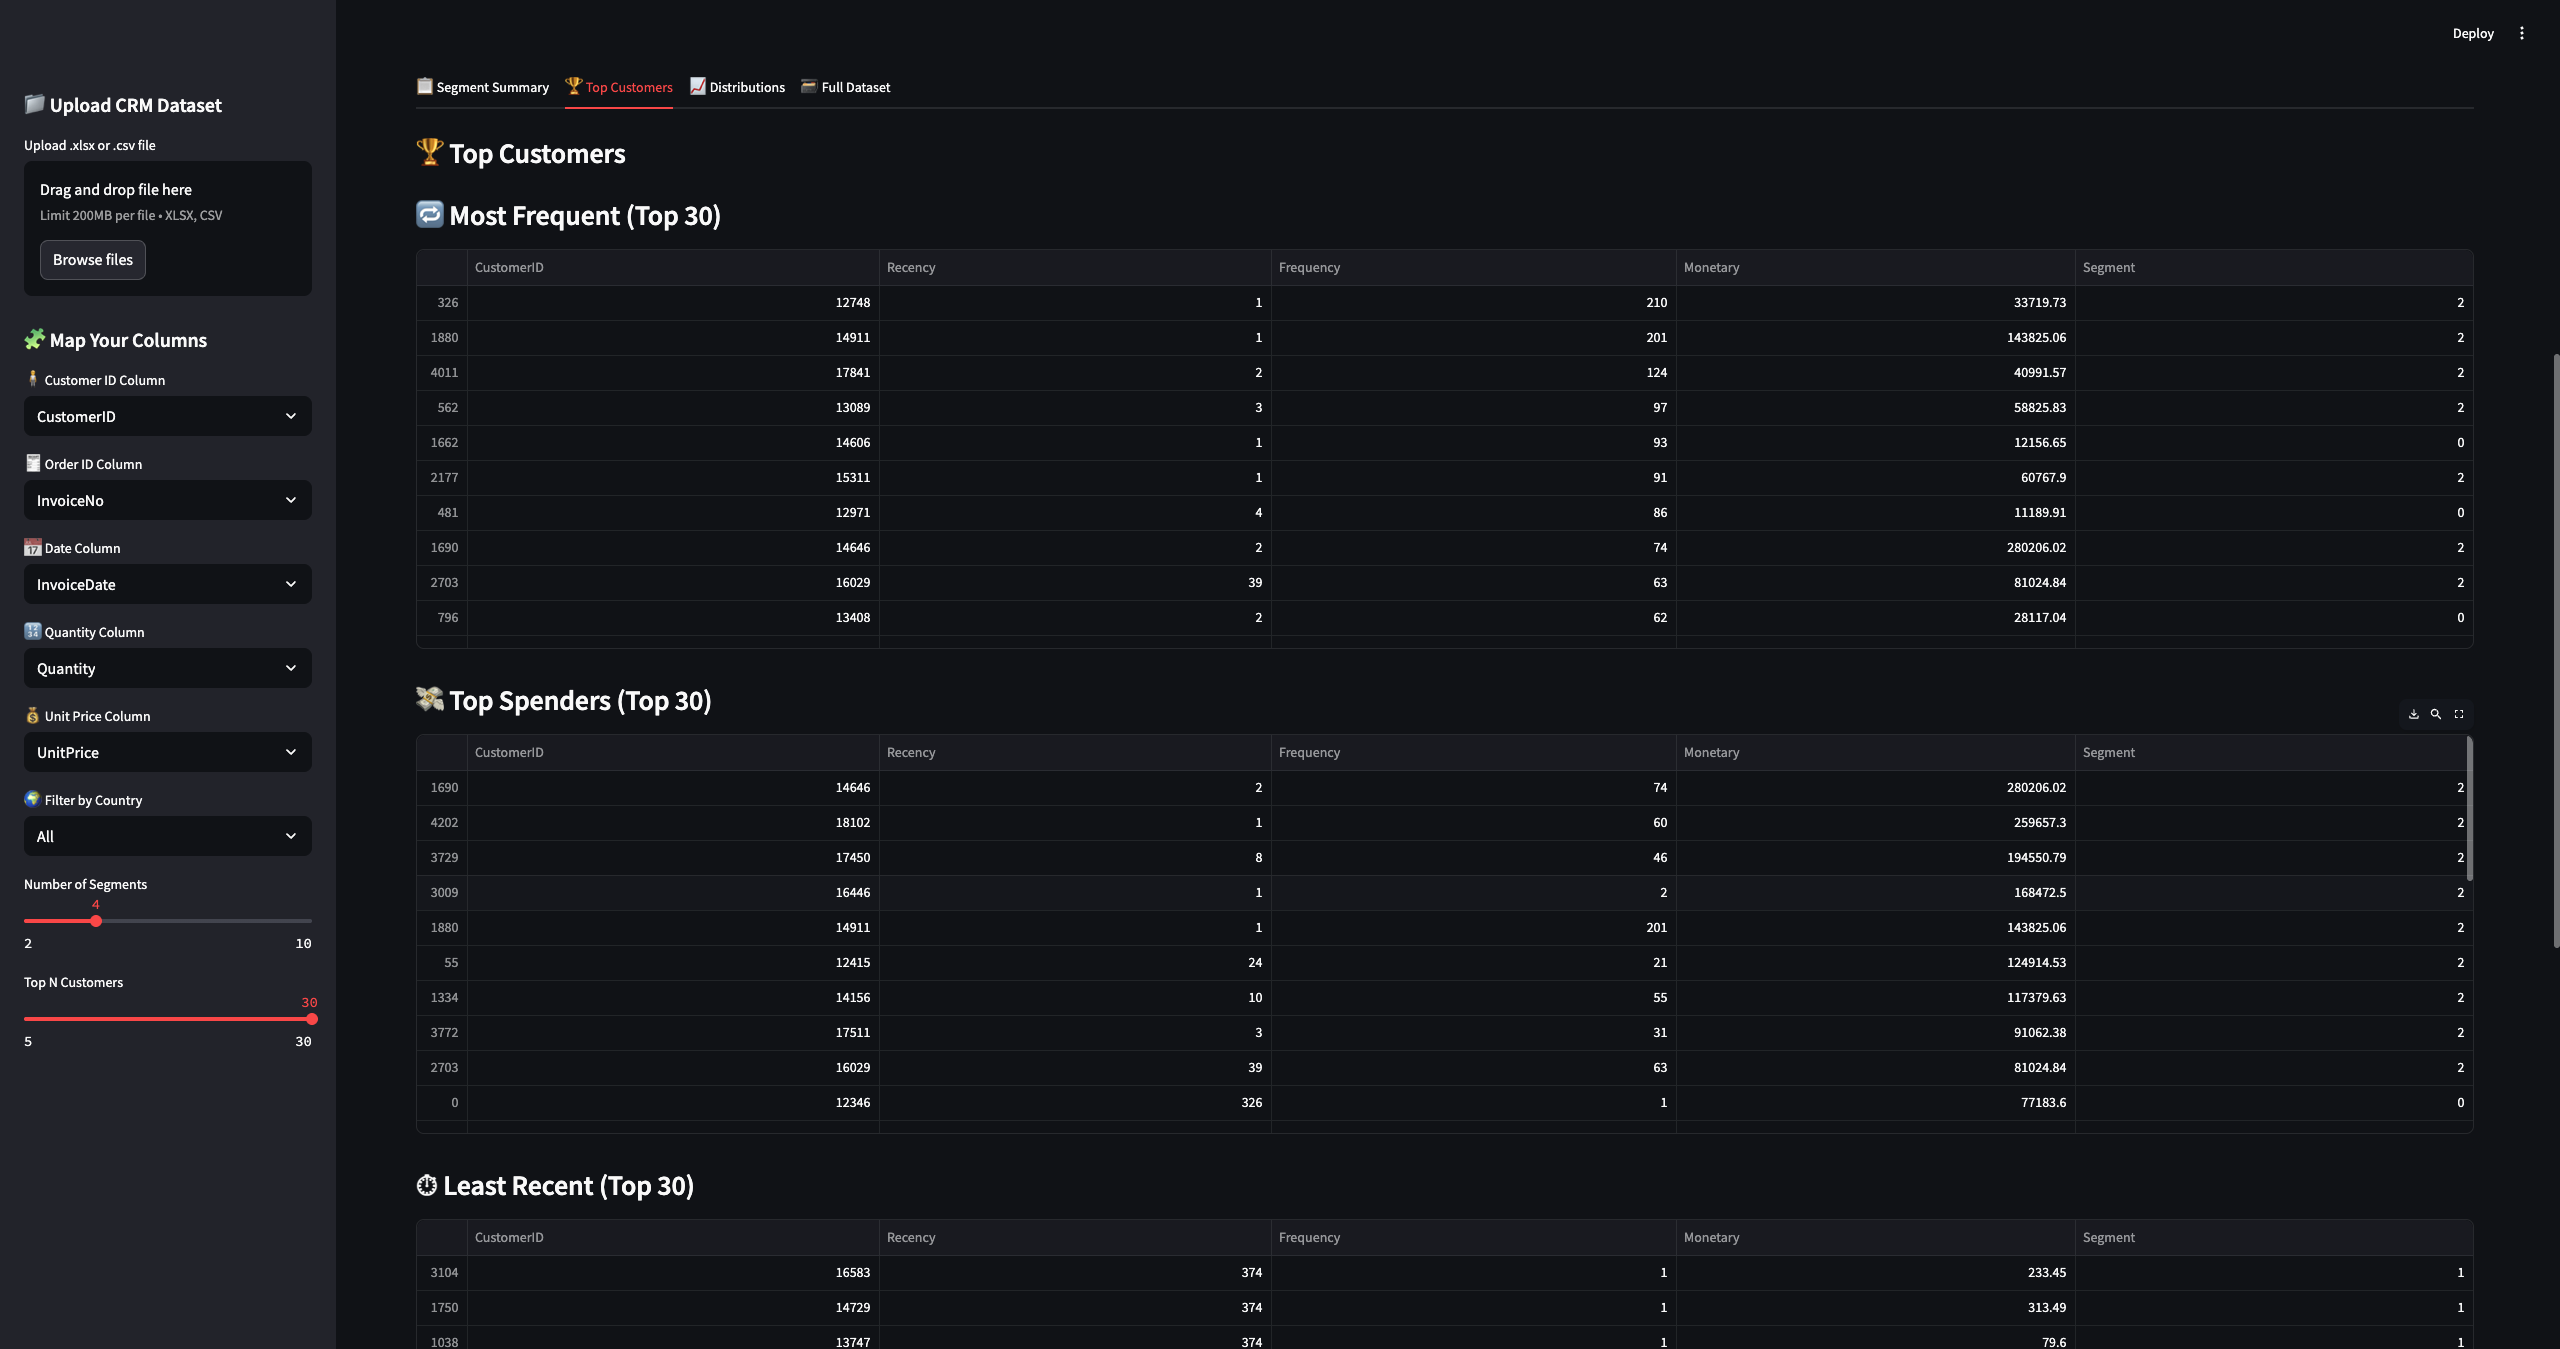 Deploy
Upload CRM Dataset
Upload .xlsx or .csv file
Drag and drop file here
Limit 200MB per file • XLSX, CSV
Browse files
Map Your Columns
Customer ID Column
CustomerID
Order ID Column
InvoiceNo
Date Column
InvoiceDate
Quantity Column
Quantity
Unit Price Column
UnitPrice
Filter by Country
All
Number of Segments
4
2 10
Top N Customers
30
5 30
Segment Summary Top Customers Distributions Full Dataset
Top Customers
Most Frequent (Top 30)
CustomerID Recency Frequency Monetary Segment
326 12748 1 210 33719.73 2
1880 14911 1 201 143825.06 2
4011 17841 2 124 40991.57 2
562 13089 3 97 58825.83 2
1662 14606 1 93 12156.65 0
2177 15311 1 91 60767.9 2
481 12971 4 86 11189.91 0
1690 14646 2 74 280206.02 2
2703 16029 39 63 81024.84 2
796 13408 2 62 28117.04 0
Top Spenders (Top 30)
CustomerID Recency Frequency Monetary Segment
1690 14646 2 74 280206.02 2
4202 18102 1 60 259657.3 2
3729 17450 8 46 194550.79 2
3009 16446 1 2 168472.5 2
1880 14911 1 201 143825.06 2
55 12415 24 21 124914.53 2
1334 14156 10 55 117379.63 2
3772 17511 3 31 91062.38 2
2703 16029 39 63 81024.84 2
0 12346 326 1 77183.6 0
Least Recent (Top 30)
CustomerID Recency Frequency Monetary Segment
3104 16583 374 1 233.45 1
1750 14729 374 1 313.49 1
1038 13747 374 1 79.6 1